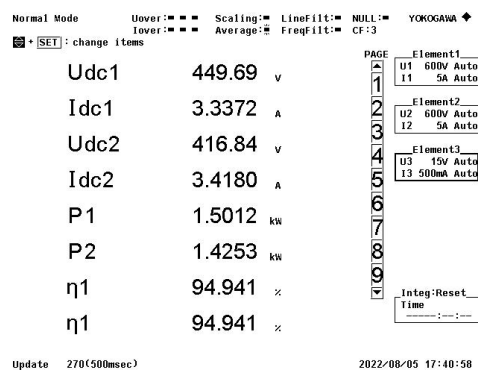 Normal Mode Uover: Scaling: LineFilt: NULL: YOKOGAWA
Iover: Average: FreqFilt: CF:3
+ SET : change items
PAGE
Udc1 449.69 V
Idc1 3.3372 A
Udc2 416.84 V
Idc2 3.4180 A
P1 1.5012 kW
P2 1.4253 kW
η1 94.941 %
η1 94.941 %
1
2
3
4
5
6
7
8
9
Element1
U1 600V Auto
I1 5A Auto
Element2
U2 600V Auto
I2 5A Auto
Element3
U3 15V Auto
I3 500mA Auto
Integ:Reset
Time
-----:--:--
Update 270(500msec) 2022/08/05 17:40:58